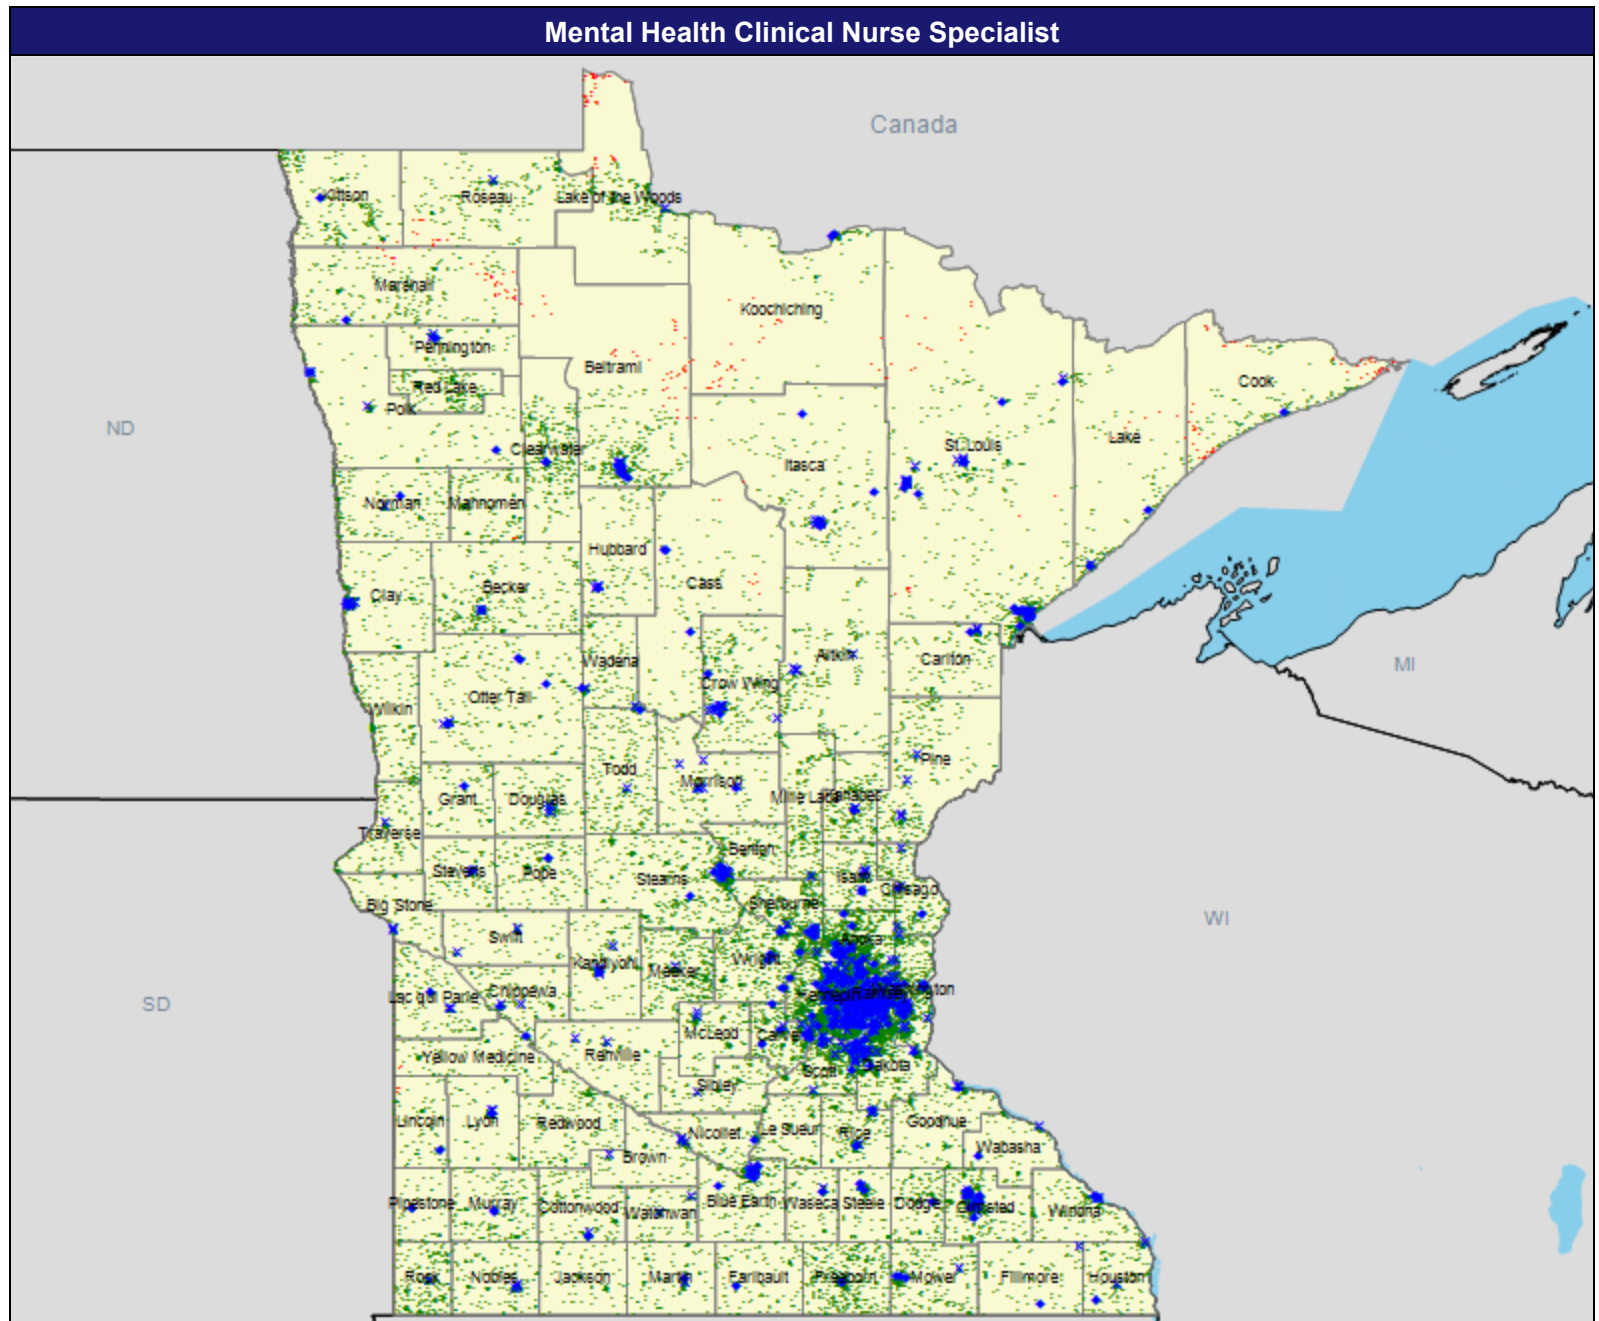 Mental Health Clinical Nurse Specialist
Canada
Kittson
Roseau
Lake of the Woods
Marshall
Koochiching
Pennington
Beltrami
Red Lake
Cook
Polk
ND
Lake
St. Louis
Clearwater
Itasca
Norman
Mahnomen
Hubbard
Cass
Becker
Clay
Aitkin
Carlton
Wadena
MI
Crow Wing
Otter Tail
Wilkin
Pine
Todd
Morrison
Mille Lacs
Kanabec
Grant
Douglas
Traverse
Benton
Stevens
Pope
Stearns
Isanti
Chisago
Sherburne
Big Stone
WI
Swift
Anoka
Wright
Kandiyohi
Meeker
Hennepin
Ramsey
Washington
Lac qui Parle
Chippewa
SD
McLeod
Carver
Yellow Medicine
Renville
Scott
Dakota
Sibley
Lincoln
Lyon
Redwood
Nicollet
Le Sueur
Rice
Goodhue
Wabasha
Brown
Pipestone
Murray
Cottonwood
Watonwan
Blue Earth
Waseca
Steele
Dodge
Olmsted
Winona
Rock
Nobles
Jackson
Martin
Faribault
Freeborn
Mower
Fillmore
Houston